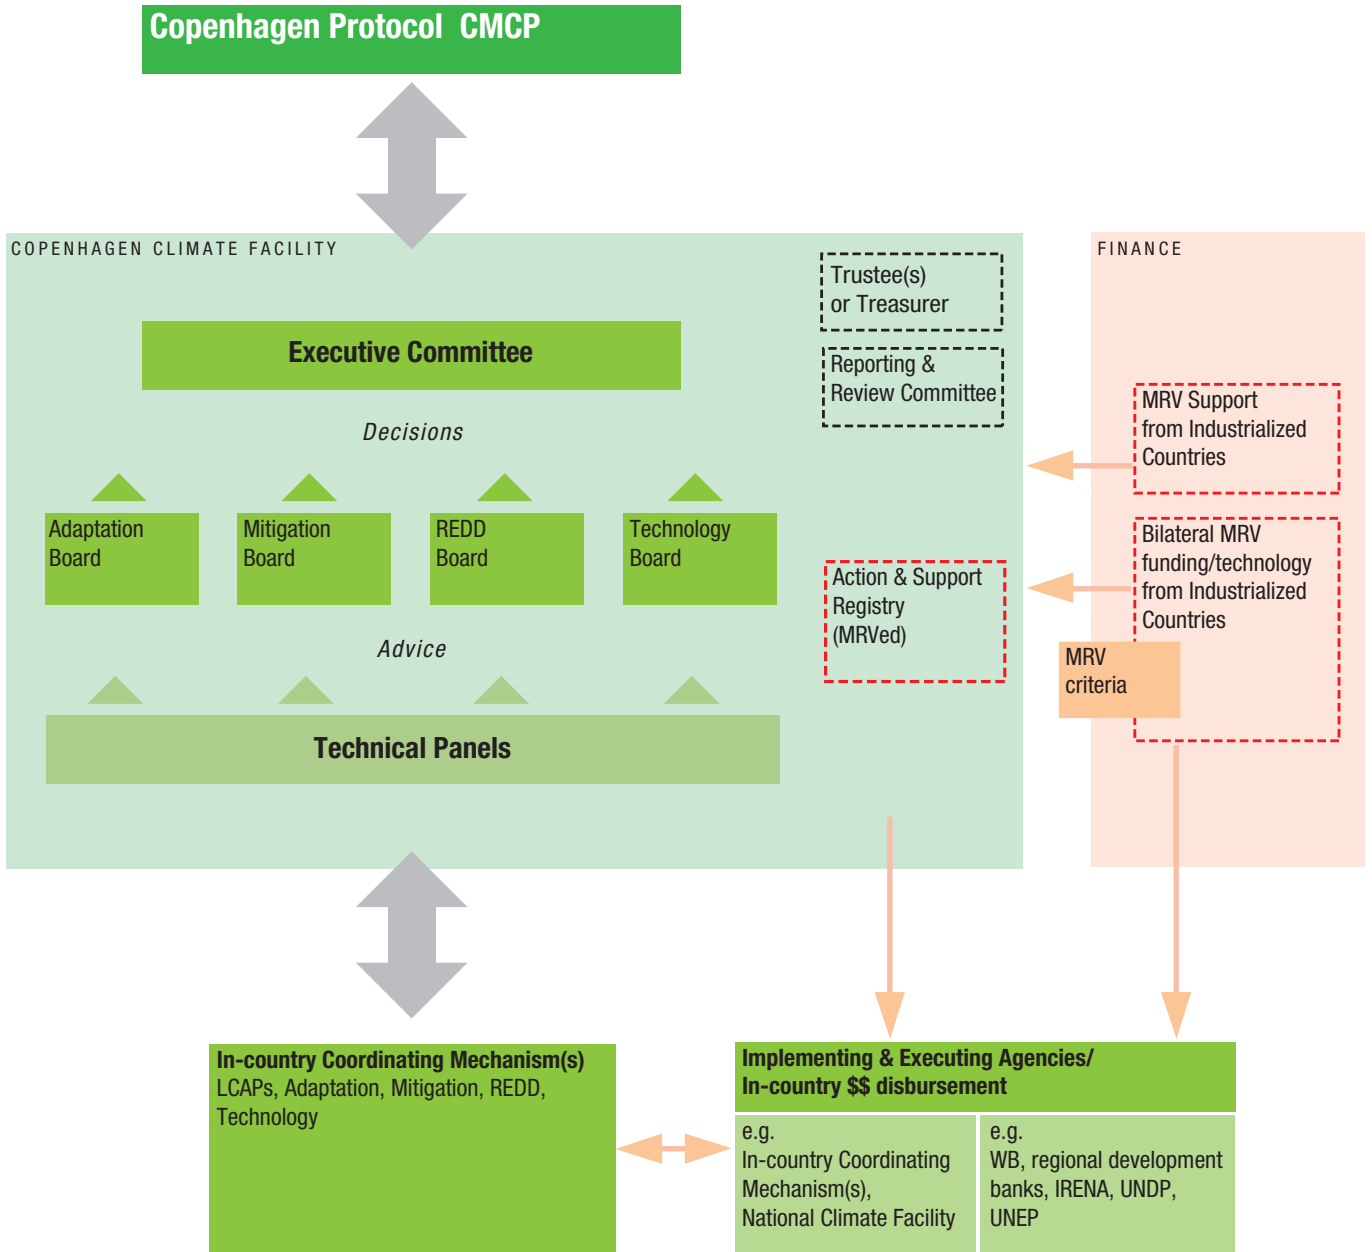 Copenhagen Protocol CMCP
COPENHAGEN CLIMATE FACILITY
Trustee(s)
or Treasurer
Executive Committee
Reporting &
Review Committee
Decisions
Adaptation
Board
Mitigation
Board
REDD
Board
Technology
Board
Action & Support
Registry
(MRVed)
Advice
Technical Panels
FINANCE
MRV Support
from Industrialized
Countries
Bilateral MRV
funding/technology
from Industrialized
Countries
MRV
criteria
In-country Coordinating Mechanism(s)
LCAPs, Adaptation, Mitigation, REDD,
Technology
Implementing & Executing Agencies/
In-country $$ disbursement
e.g.
In-country Coordinating
Mechanism(s),
National Climate Facility
e.g.
WB, regional development
banks, IRENA, UNDP,
UNEP